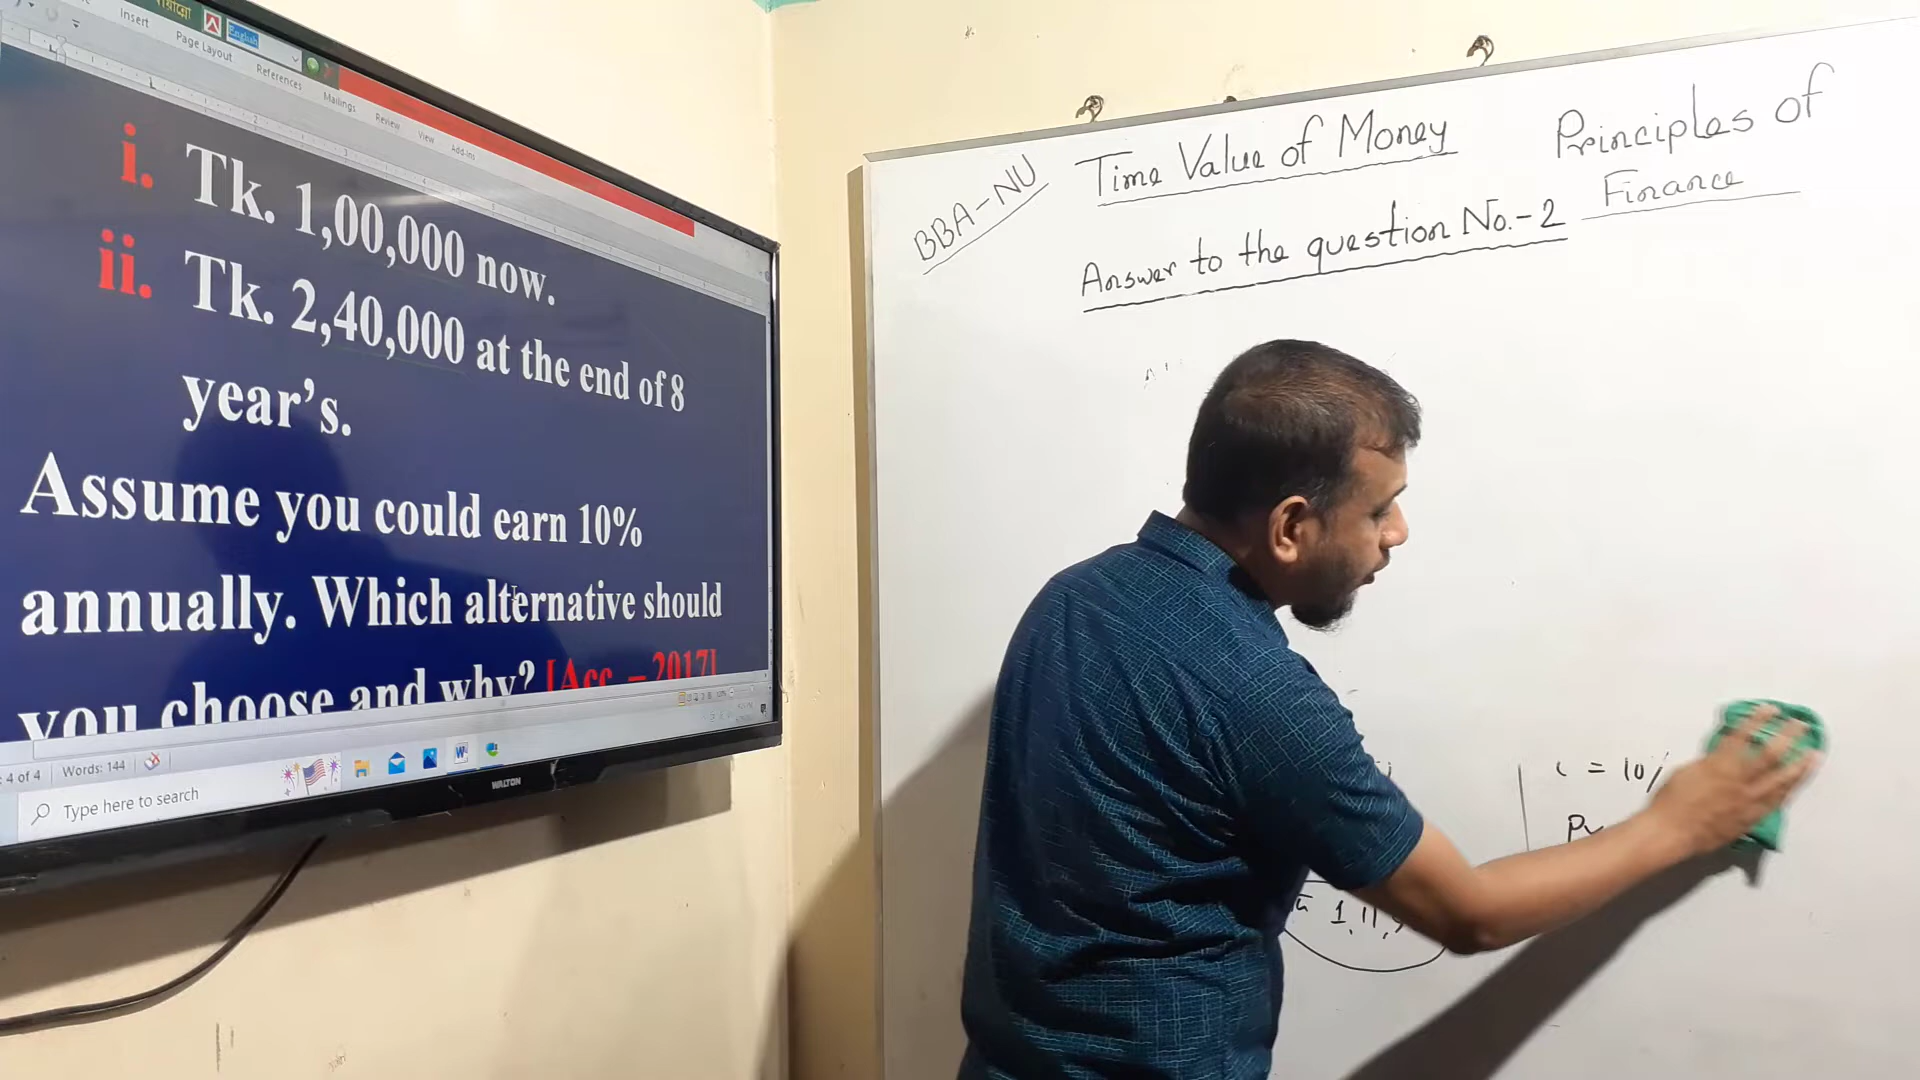 Insert
Page Layout
References
Mailings
Review
View
Add-Ins
English
i. Tk. 1,00,000 now.
ii. Tk. 2,40,000 at the end of 8
year's.
Assume you could earn 10%
annually. Which alternative should
you choose and why? [Acc – 2017]
4 of 4
Words: 144
Type here to search
WALTON
BBA-NU
Time Value of Money
Principles of
Finance
Answer to the question No.-2
i = 10%
1,11,